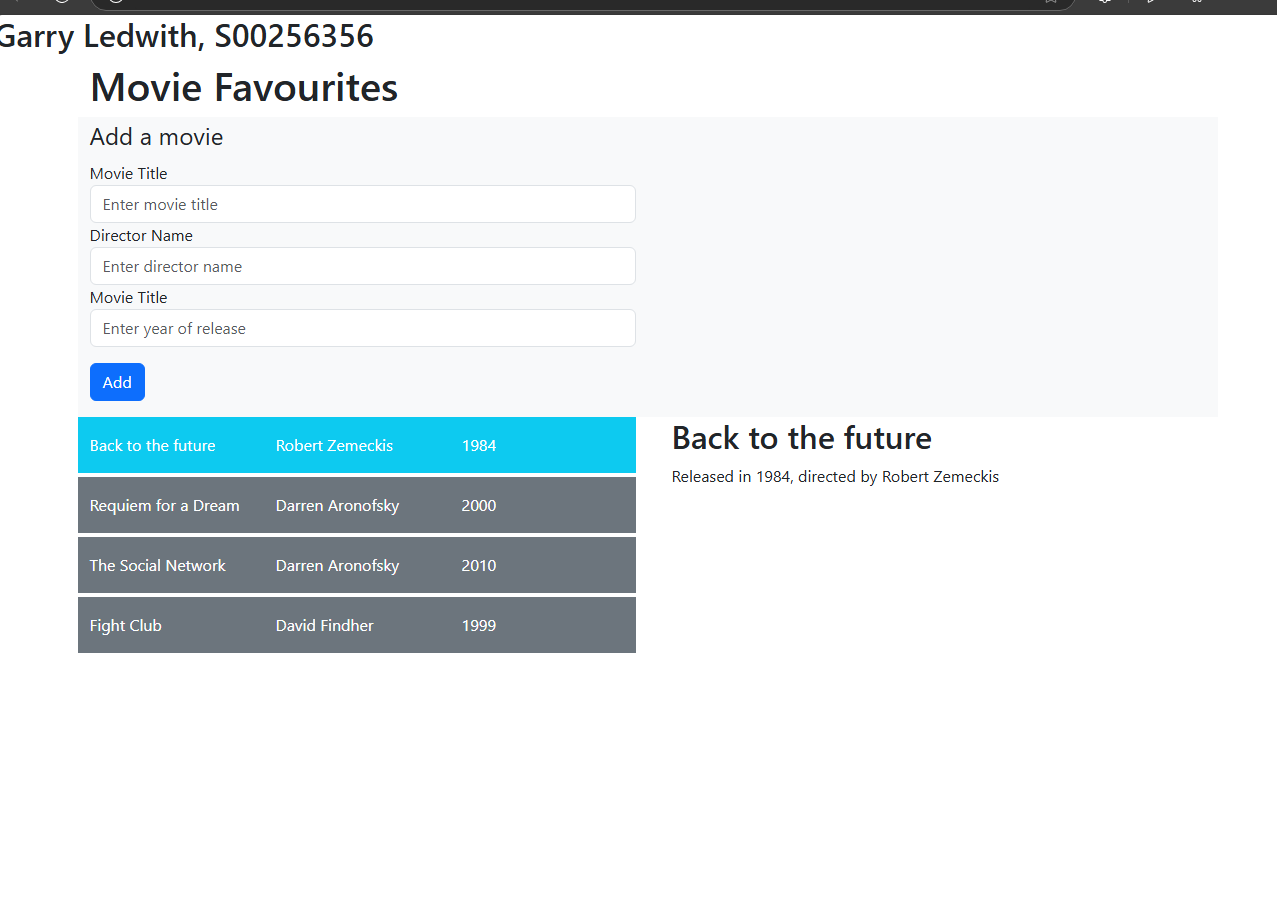 Garry Ledwith, S00256356
Movie Favourites
Add a movie
Movie Title
Enter movie title
Director Name
Enter director name
Movie Title
Enter year of release
Add
Back to the future Robert Zemeckis 1984
Requiem for a Dream Darren Aronofsky 2000
The Social Network Darren Aronofsky 2010
Fight Club David Findher 1999
Back to the future
Released in 1984, directed by Robert Zemeckis